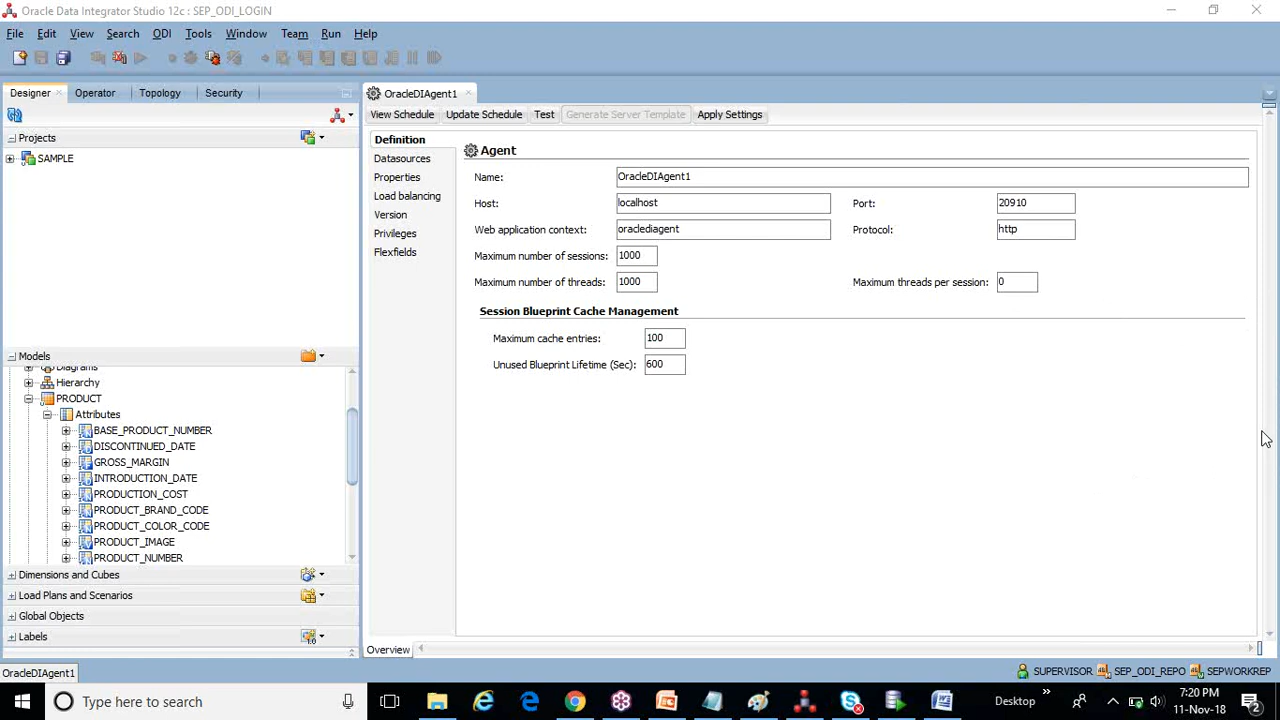 Oracle Data Integrator Studio 12c : SEP_ODI_LOGIN
File Edit View Search ODI Tools Window Team Run Help
Designer Operator Topology Security
OracleDIAgent1
View Schedule Update Schedule Test Generate Server Template Apply Settings
Projects
SAMPLE
Definition
Datasources
Properties
Load balancing
Version
Privileges
Flexfields
Agent
Name: OracleDIAgent1
Host: localhost Port: 20910
Web application context: oraclediagent Protocol: http
Maximum number of sessions: 1000
Maximum number of threads: 1000 Maximum threads per session: 0
Session Blueprint Cache Management
Maximum cache entries: 100
Unused Blueprint Lifetime (Sec): 600
Models
Diagrams
Hierarchy
PRODUCT
Attributes
BASE_PRODUCT_NUMBER
DISCONTINUED_DATE
GROSS_MARGIN
INTRODUCTION_DATE
PRODUCTION_COST
PRODUCT_BRAND_CODE
PRODUCT_COLOR_CODE
PRODUCT_IMAGE
PRODUCT_NUMBER
Dimensions and Cubes
Load Plans and Scenarios
Global Objects
Labels
Overview
OracleDIAgent1
SUPERVISOR SEP_ODI_REPO SEPWORKREP
Type here to search
Desktop
7:20 PM
11-Nov-18
2